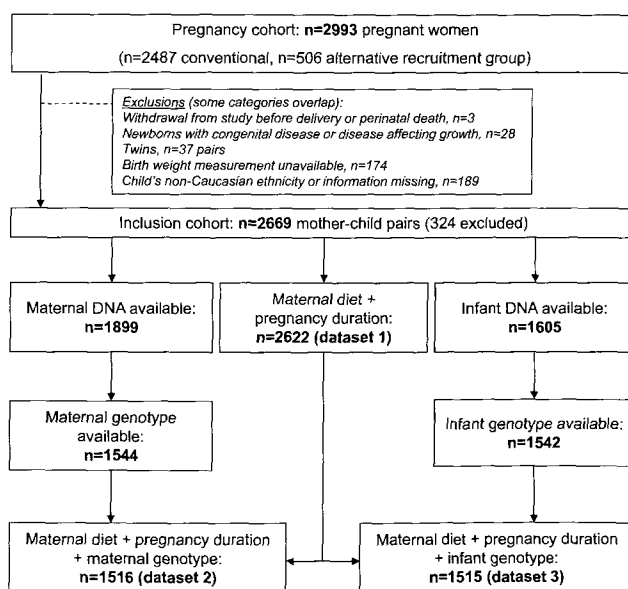 Pregnancy cohort: n=2993 pregnant women
(n=2487 conventional, n=506 alternative recruitment group)
Exclusions (some categories overlap):
Withdrawal from study before delivery or perinatal death, n=3
Newborns with congenital disease or disease affecting growth, n=28
Twins, n=37 pairs
Birth weight measurement unavailable, n=174
Child's non-Caucasian ethnicity or information missing, n=189
Inclusion cohort: n=2669 mother-child pairs (324 excluded)
Maternal DNA available:
n=1899
Maternal diet +
pregnancy duration:
n=2622 (dataset 1)
Infant DNA available:
n=1605
Maternal genotype
available:
n=1544
Infant genotype available:
n=1542
Maternal diet + pregnancy duration
+ maternal genotype:
n=1516 (dataset 2)
Maternal diet + pregnancy duration
+ infant genotype:
n=1515 (dataset 3)